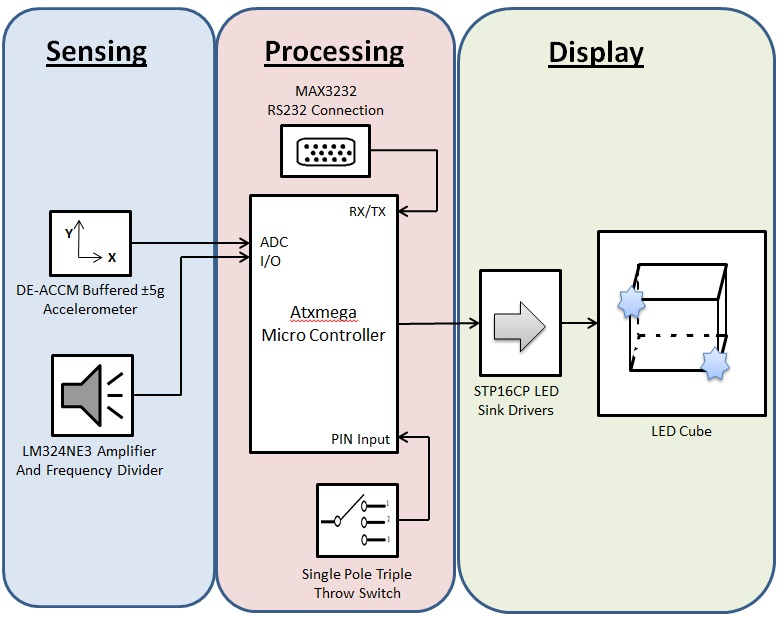 Sensing
Processing
Display
MAX3232
RS232 Connection
RX/TX
Y
X
ADC
I/O
DE-ACCM Buffered ±5g
Accelerometer
Atxmega
Micro Controller
STP16CP LED
Sink Drivers
LED Cube
LM324NE3 Amplifier
And Frequency Divider
PIN Input
1
2
3
Single Pole Triple
Throw Switch